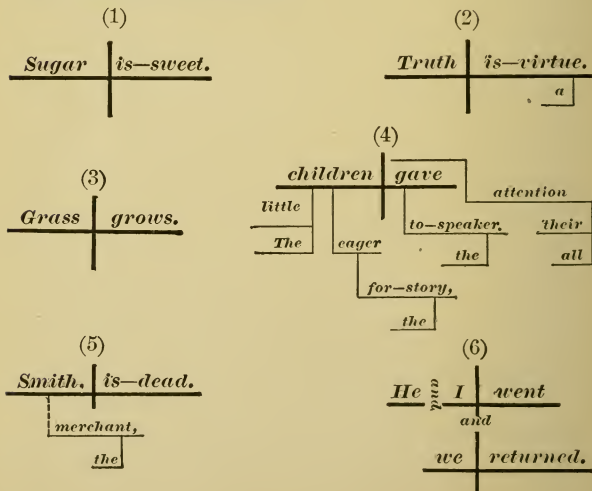 (1)
Sugar is—sweet.
(2)
Truth is—virtue.
a
(3)
Grass grows.
(4)
children gave
attention
little
to—speaker.
their
The
eager
the
all
for—story,
the
(5)
Smith, is—dead.
merchant,
the
(6)
He and I went
and
we returned.